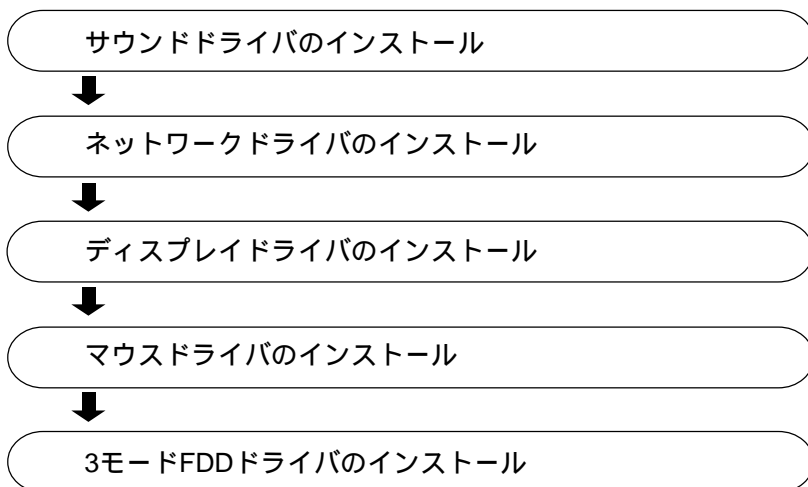 サウンドドライバのインストール
ネットワークドライバのインストール
ディスプレイドライバのインストール
マウスドライバのインストール
3モードFDDドライバのインストール